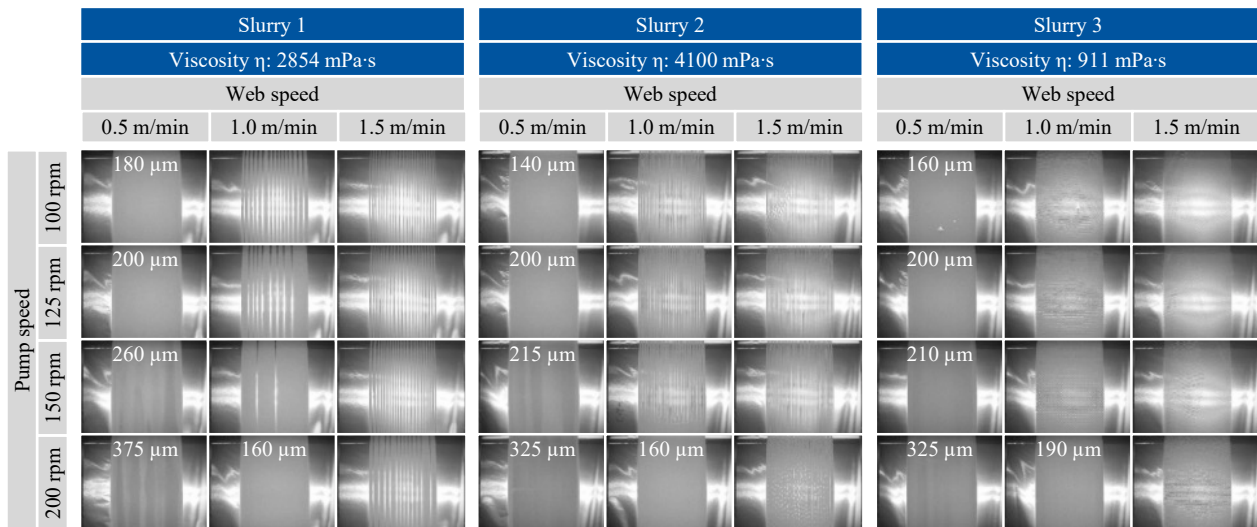 Slurry 1
Slurry 2
Slurry 3
Viscosity η: 2854 mPa·s
Viscosity η: 4100 mPa·s
Viscosity η: 911 mPa·s
Web speed
Web speed
Web speed
0.5 m/min
1.0 m/min
1.5 m/min
0.5 m/min
1.0 m/min
1.5 m/min
0.5 m/min
1.0 m/min
1.5 m/min
Pump speed
100 rpm
180 µm
140 µm
160 µm
125 rpm
200 µm
200 µm
200 µm
150 rpm
260 µm
215 µm
210 µm
200 rpm
375 µm
160 µm
325 µm
160 µm
325 µm
190 µm